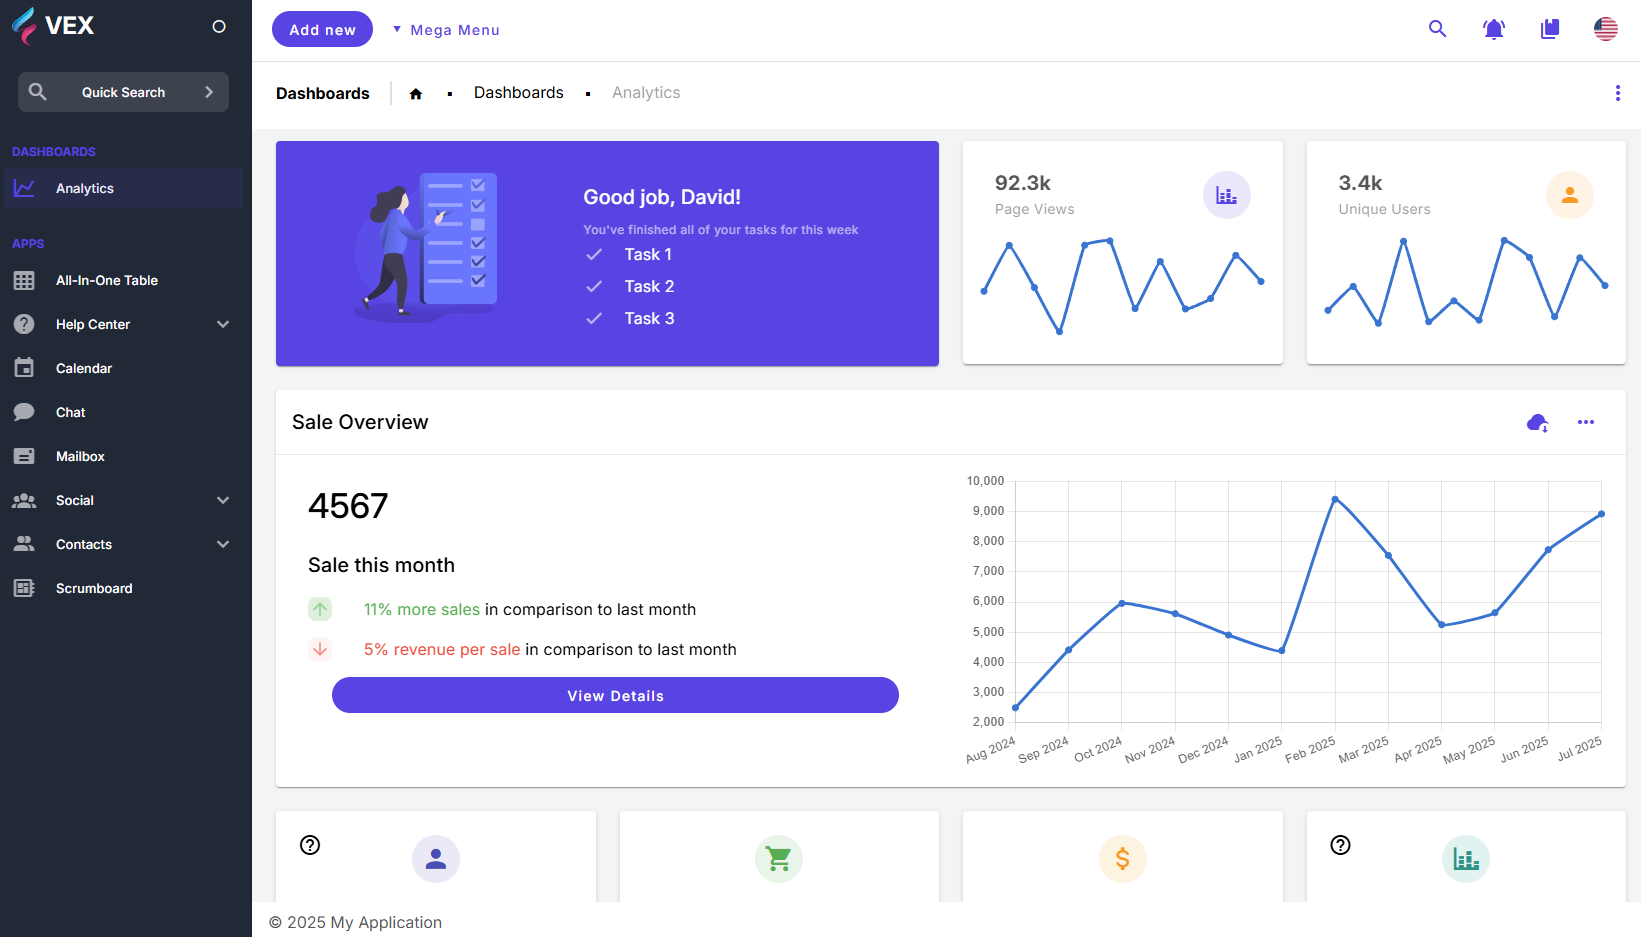 VEX
Add new
Mega Menu
Quick Search
Dashboards
Dashboards
Analytics
DASHBOARDS
Analytics
APPS
All-In-One Table
Help Center
Calendar
Chat
Mailbox
Social
Contacts
Scrumboard
Good job, David!
You've finished all of your tasks for this week
Task 1
Task 2
Task 3
92.3k
Page Views
3.4k
Unique Users
Sale Overview
4567
Sale this month
11% more sales in comparison to last month
5% revenue per sale in comparison to last month
View Details
10,000
9,000
8,000
7,000
6,000
5,000
4,000
3,000
2,000
Aug 2024
Sep 2024
Oct 2024
Nov 2024
Dec 2024
Jan 2025
Feb 2025
Mar 2025
Apr 2025
May 2025
Jun 2025
Jul 2025
© 2025 My Application